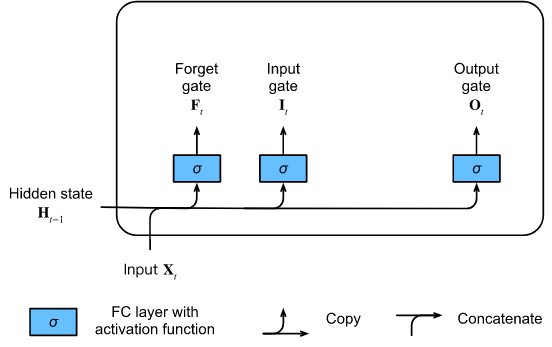 Forget gate
F_t
Input gate
I_t
Output gate
O_t
σ
σ
σ
Hidden state
H_{t−1}
Input X_t
σ
FC layer with
activation function
Copy
Concatenate